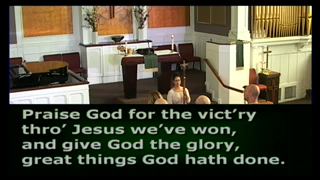 Praise God for the vict’ry
thro’ Jesus we’ve won,
and give God the glory,
great things God hath done.